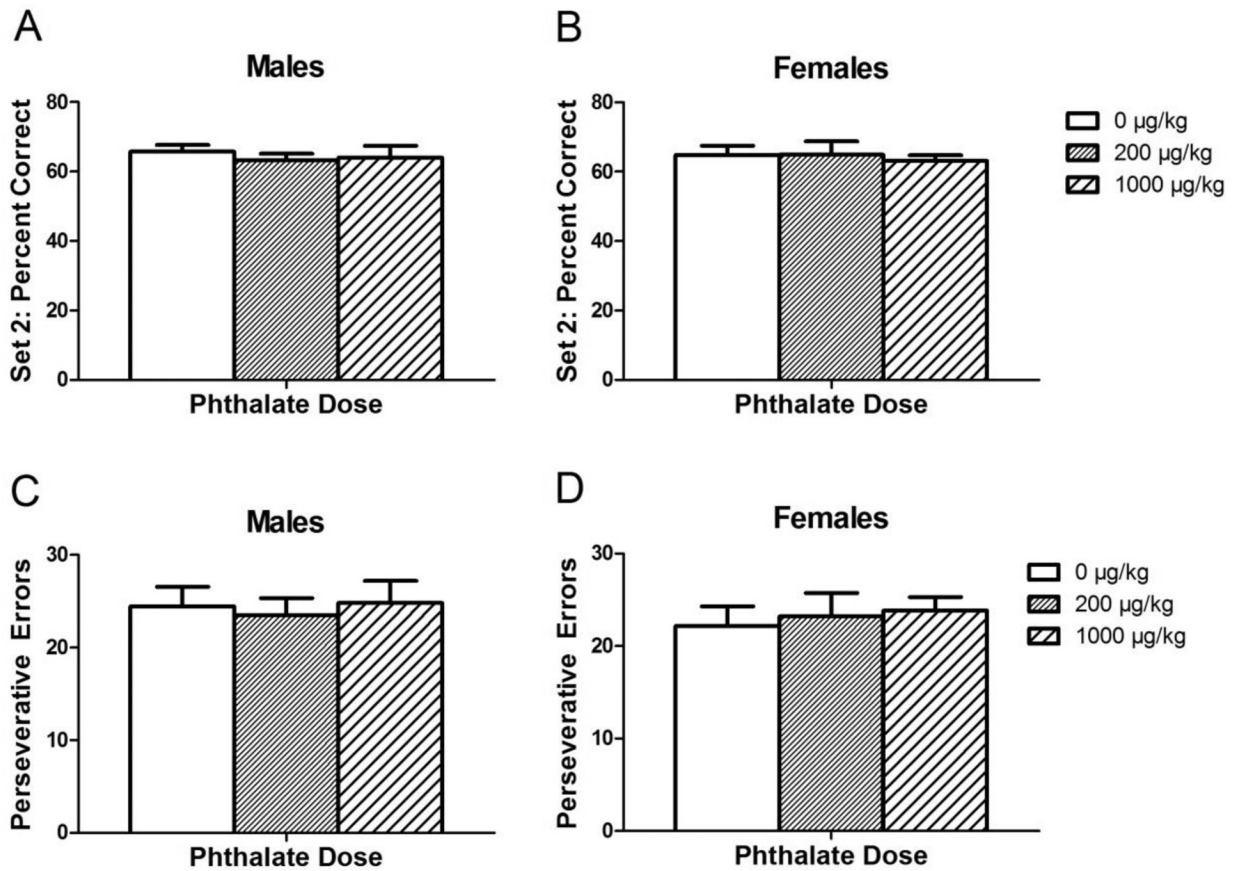 A
Males
Set 2: Percent Correct
80
60
40
20
0
Phthalate Dose
B
Females
Set 2: Percent Correct
80
60
40
20
0
Phthalate Dose
0 µg/kg
200 µg/kg
1000 µg/kg
C
Males
Perseverative Errors
30
20
10
0
Phthalate Dose
D
Females
Perseverative Errors
30
20
10
0
Phthalate Dose
0 µg/kg
200 µg/kg
1000 µg/kg